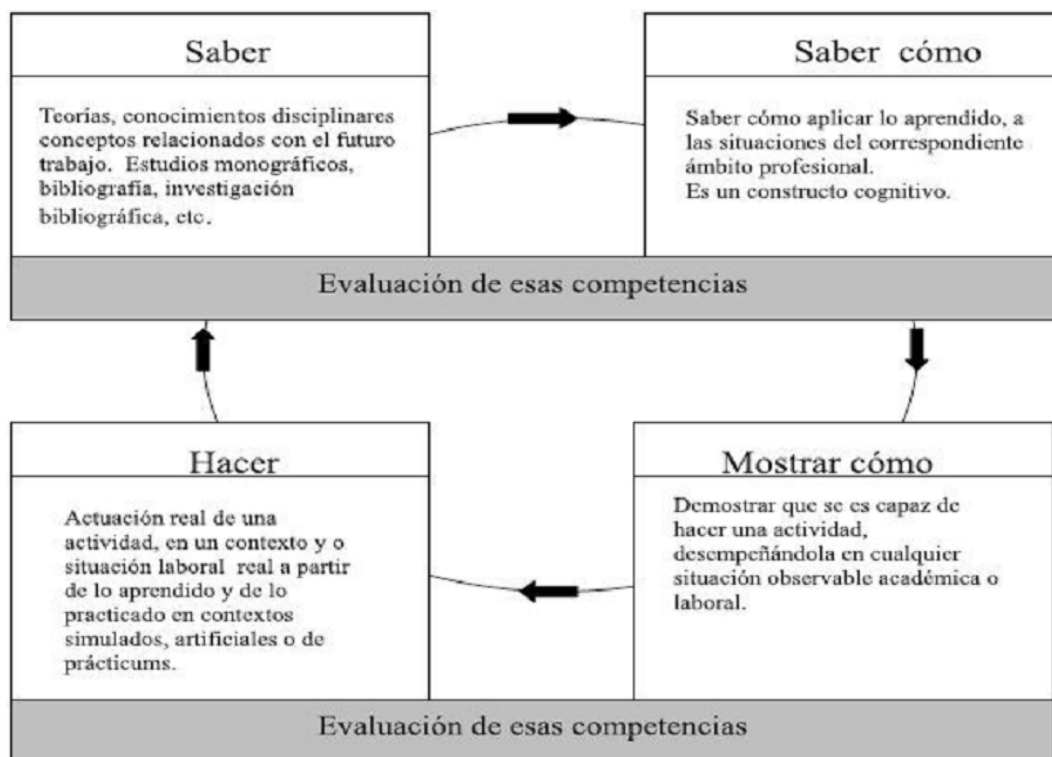 Saber
Teorías, conocimientos disciplinares
conceptos relacionados con el futuro
trabajo. Estudios monográficos,
bibliografía, investigación
bibliográfica, etc.
Saber cómo
Saber cómo aplicar lo aprendido, a
las situaciones del correspondiente
ámbito profesional.
Es un constructo cognitivo.
Evaluación de esas competencias
Hacer
Actuación real de una
actividad, en un contexto y o
situación laboral real a partir
de lo aprendido y de lo
practicado en contextos
simulados, artificiales o de
prácticums.
Mostrar cómo
Demostrar que se es capaz de
hacer una actividad,
desempeñándola en cualquier
situación observable académica o
laboral.
Evaluación de esas competencias